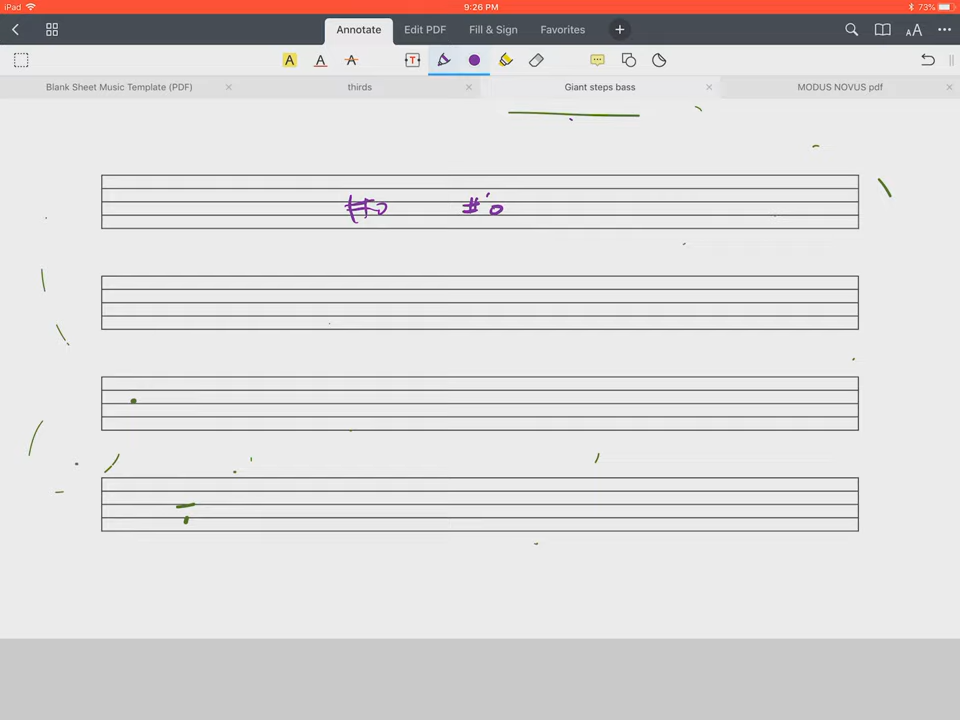 iPad 9:26 PM 73%
Annotate Edit PDF Fill & Sign Favorites + AA
A A A T
Blank Sheet Music Template (PDF) × thirds × Giant steps bass × MODUS NOVUS pdf ×
#o #o